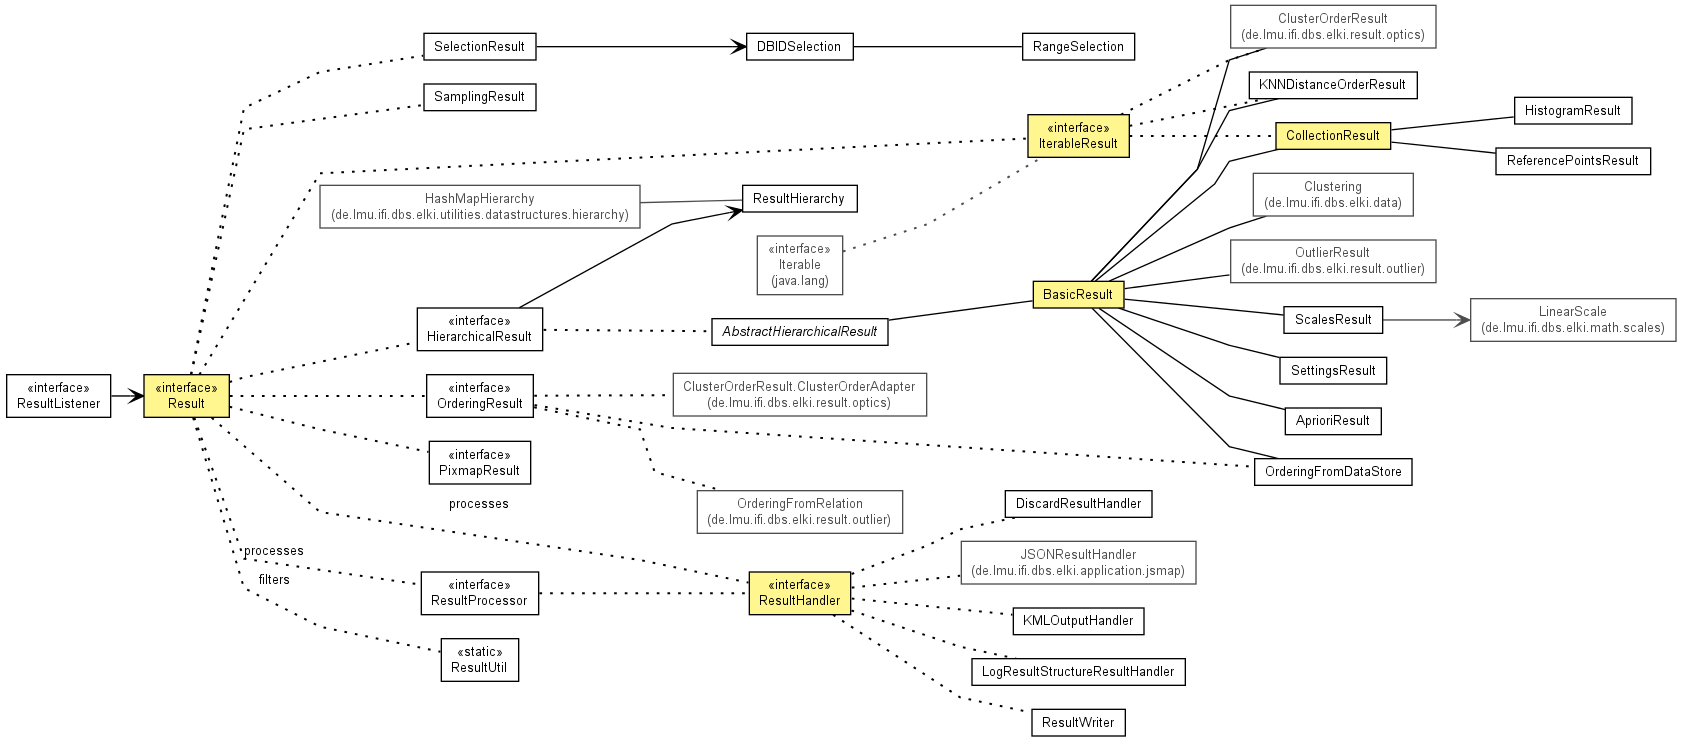 SelectionResult
DBIDSelection
RangeSelection
ClusterOrderResult
(de.lmu.ifi.dbs.elki.result.optics)
SamplingResult
KNNDistanceOrderResult
«interface»
IterableResult
CollectionResult
HistogramResult
ReferencePointsResult
HashMapHierarchy
(de.lmu.ifi.dbs.elki.utilities.datastructures.hierarchy)
ResultHierarchy
Clustering
(de.lmu.ifi.dbs.elki.data)
«interface»
Iterable
(java.lang)
OutlierResult
(de.lmu.ifi.dbs.elki.result.outlier)
BasicResult
«interface»
HierarchicalResult
AbstractHierarchicalResult
ScalesResult
LinearScale
(de.lmu.ifi.dbs.elki.math.scales)
SettingsResult
«interface»
ResultListener
«interface»
Result
«interface»
OrderingResult
ClusterOrderResult.ClusterOrderAdapter
(de.lmu.ifi.dbs.elki.result.optics)
AprioriResult
«interface»
PixmapResult
OrderingFromDataStore
processes
OrderingFromRelation
(de.lmu.ifi.dbs.elki.result.outlier)
DiscardResultHandler
processes
filters
JSONResultHandler
(de.lmu.ifi.dbs.elki.application.jsmap)
«interface»
ResultProcessor
«interface»
ResultHandler
KMLOutputHandler
«static»
ResultUtil
LogResultStructureResultHandler
ResultWriter